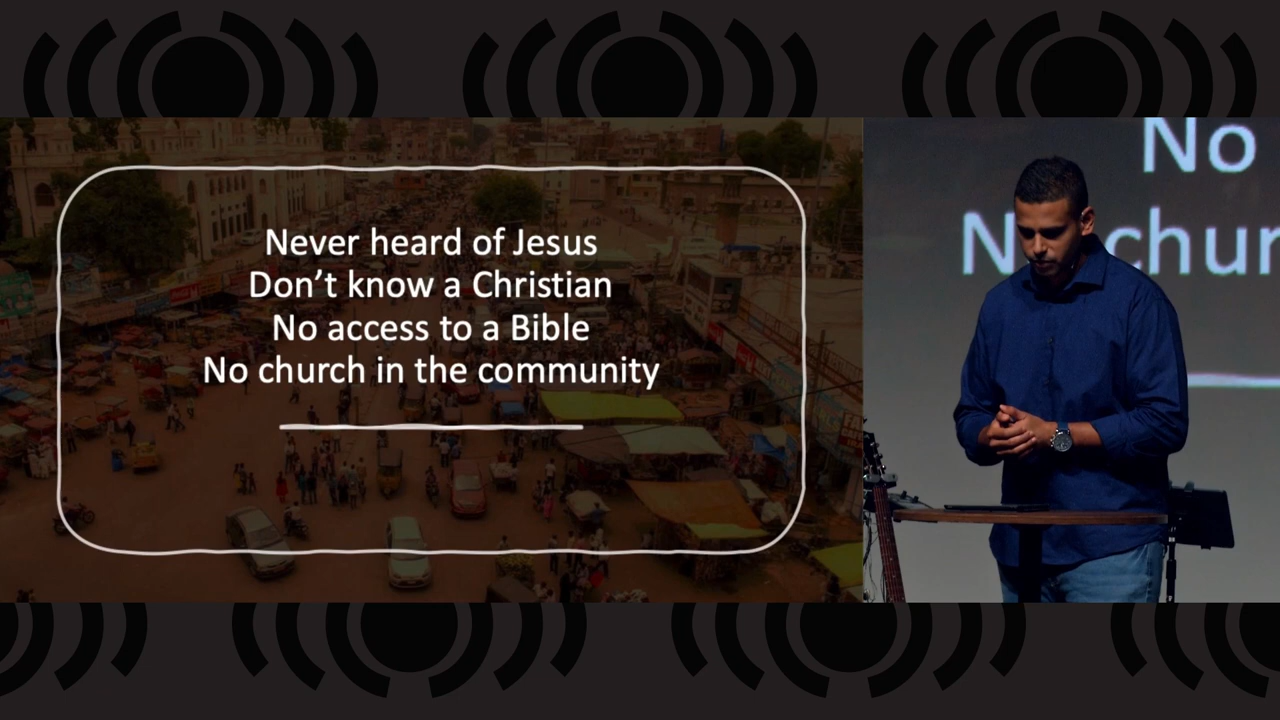 Never heard of Jesus
Don’t know a Christian
No access to a Bible
No church in the community
No